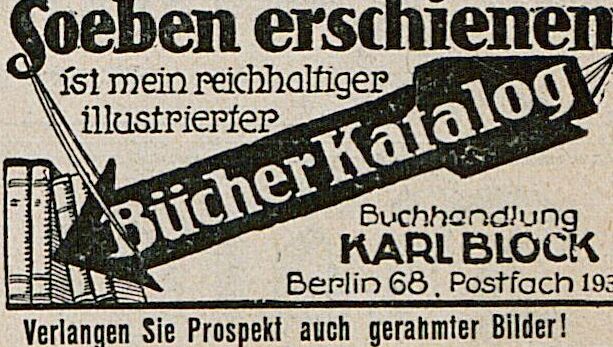 Soeben erschienen
ist mein reichhaltiger
illustrierter
Bücher Katalog
Buchhandlung
KARL BLOCK
Berlin 68. Postfach 193
Verlangen Sie Prospekt auch gerahmter Bilder!